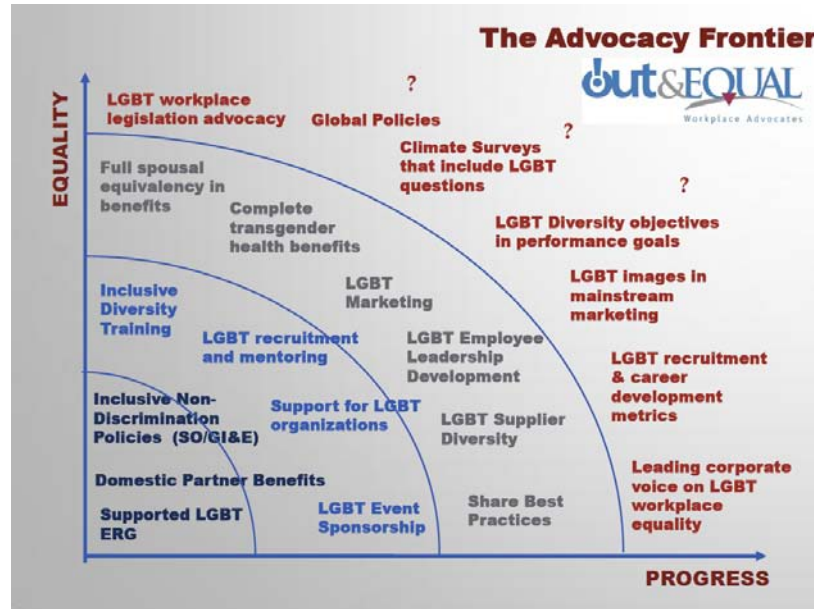 The Advocacy Frontier
Out&EQUAL
Workplace Advocates
EQUALITY
?
LGBT workplace
legislation advocacy
Global Policies
?
Climate Surveys
that include LGBT
questions
?
Full spousal
equivalency in
benefits
Complete
transgender
health benefits
LGBT Diversity objectives
in performance goals
LGBT
Marketing
LGBT images in
mainstream
marketing
Inclusive
Diversity
Training
LGBT recruitment
and mentoring
LGBT Employee
Leadership
Development
LGBT recruitment
& career
development
metrics
Inclusive Non-
Discrimination
Policies (SO/GI&E)
Support for LGBT
organizations
LGBT Supplier
Diversity
Domestic Partner Benefits
Leading corporate
voice on LGBT
workplace
equality
Supported LGBT
ERG
LGBT Event
Sponsorship
Share Best
Practices
PROGRESS